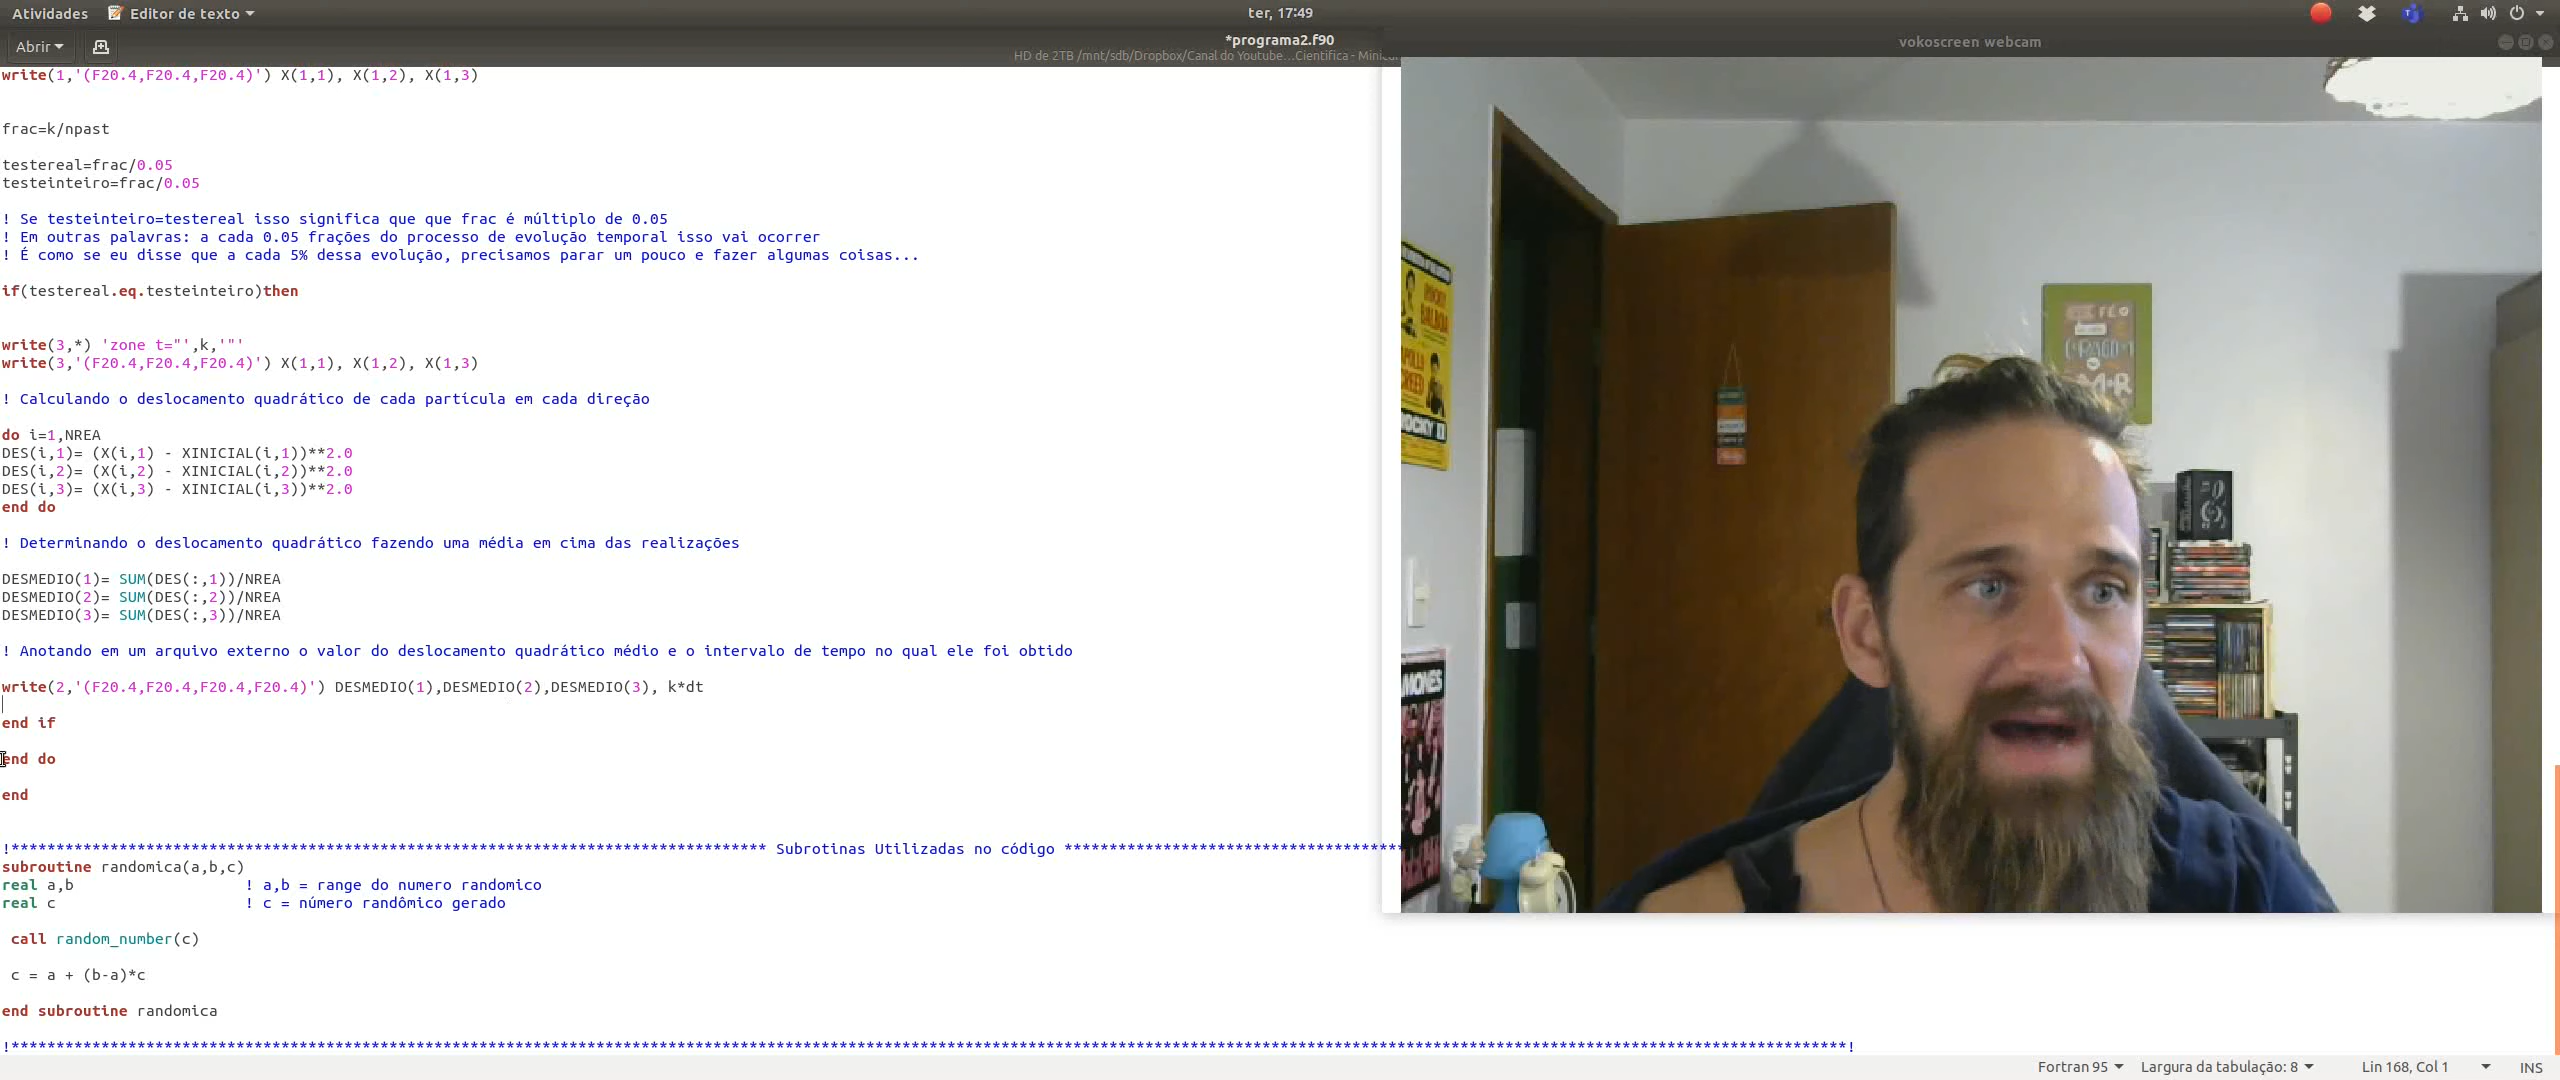 Atividades
Editor de texto
ter, 17:49
Abrir
*programa2.f90
HD de 2TB /mnt/sdb/Dropbox/Canal do Youtube…Cientifica - Mini
vokoscreen webcam
write(1,'(F20.4,F20.4,F20.4)') X(1,1), X(1,2), X(1,3)
frac=k/npast
testereal=frac/0.05
testeinteiro=frac/0.05
! Se testeinteiro=testereal isso significa que que frac é múltiplo de 0.05
! Em outras palavras: a cada 0.05 frações do processo de evolução temporal isso vai ocorrer
! É como se eu disse que a cada 5% dessa evolução, precisamos parar um pouco e fazer algumas coisas...
if(testereal.eq.testeinteiro)then
write(3,*) 'zone t="',k,'"'
write(3,'(F20.4,F20.4,F20.4)') X(1,1), X(1,2), X(1,3)
! Calculando o deslocamento quadrático de cada partícula em cada direção
do i=1,NREA
DES(i,1)= (X(i,1) - XINICIAL(i,1))**2.0
DES(i,2)= (X(i,2) - XINICIAL(i,2))**2.0
DES(i,3)= (X(i,3) - XINICIAL(i,3))**2.0
end do
! Determinando o deslocamento quadrático fazendo uma média em cima das realizações
DESMEDIO(1)= SUM(DES(:,1))/NREA
DESMEDIO(2)= SUM(DES(:,2))/NREA
DESMEDIO(3)= SUM(DES(:,3))/NREA
! Anotando em um arquivo externo o valor do deslocamento quadrático médio e o intervalo de tempo no qual ele foi obtido
write(2,'(F20.4,F20.4,F20.4,F20.4)') DESMEDIO(1),DESMEDIO(2),DESMEDIO(3), k*dt
end if
end do
end
!************************************************************************************ Subrotinas Utilizadas no código **************************************
subroutine randomica(a,b,c)
real a,b ! a,b = range do numero randomico
real c ! c = número randômico gerado
call random_number(c)
c = a + (b-a)*c
end subroutine randomica
!************************************************************************************************************************************************************************************************************!
Fortran 95
Largura da tabulação: 8
Lin 168, Col 1
INS